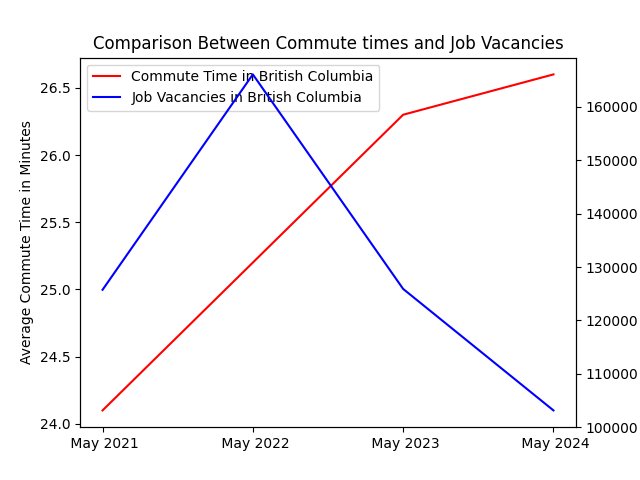 Comparison Between Commute times and Job Vacancies
Commute Time in British Columbia
Job Vacancies in British Columbia
Average Commute Time in Minutes
26.5
26.0
25.5
25.0
24.5
24.0
160000
150000
140000
130000
120000
110000
100000
May 2021
May 2022
May 2023
May 2024